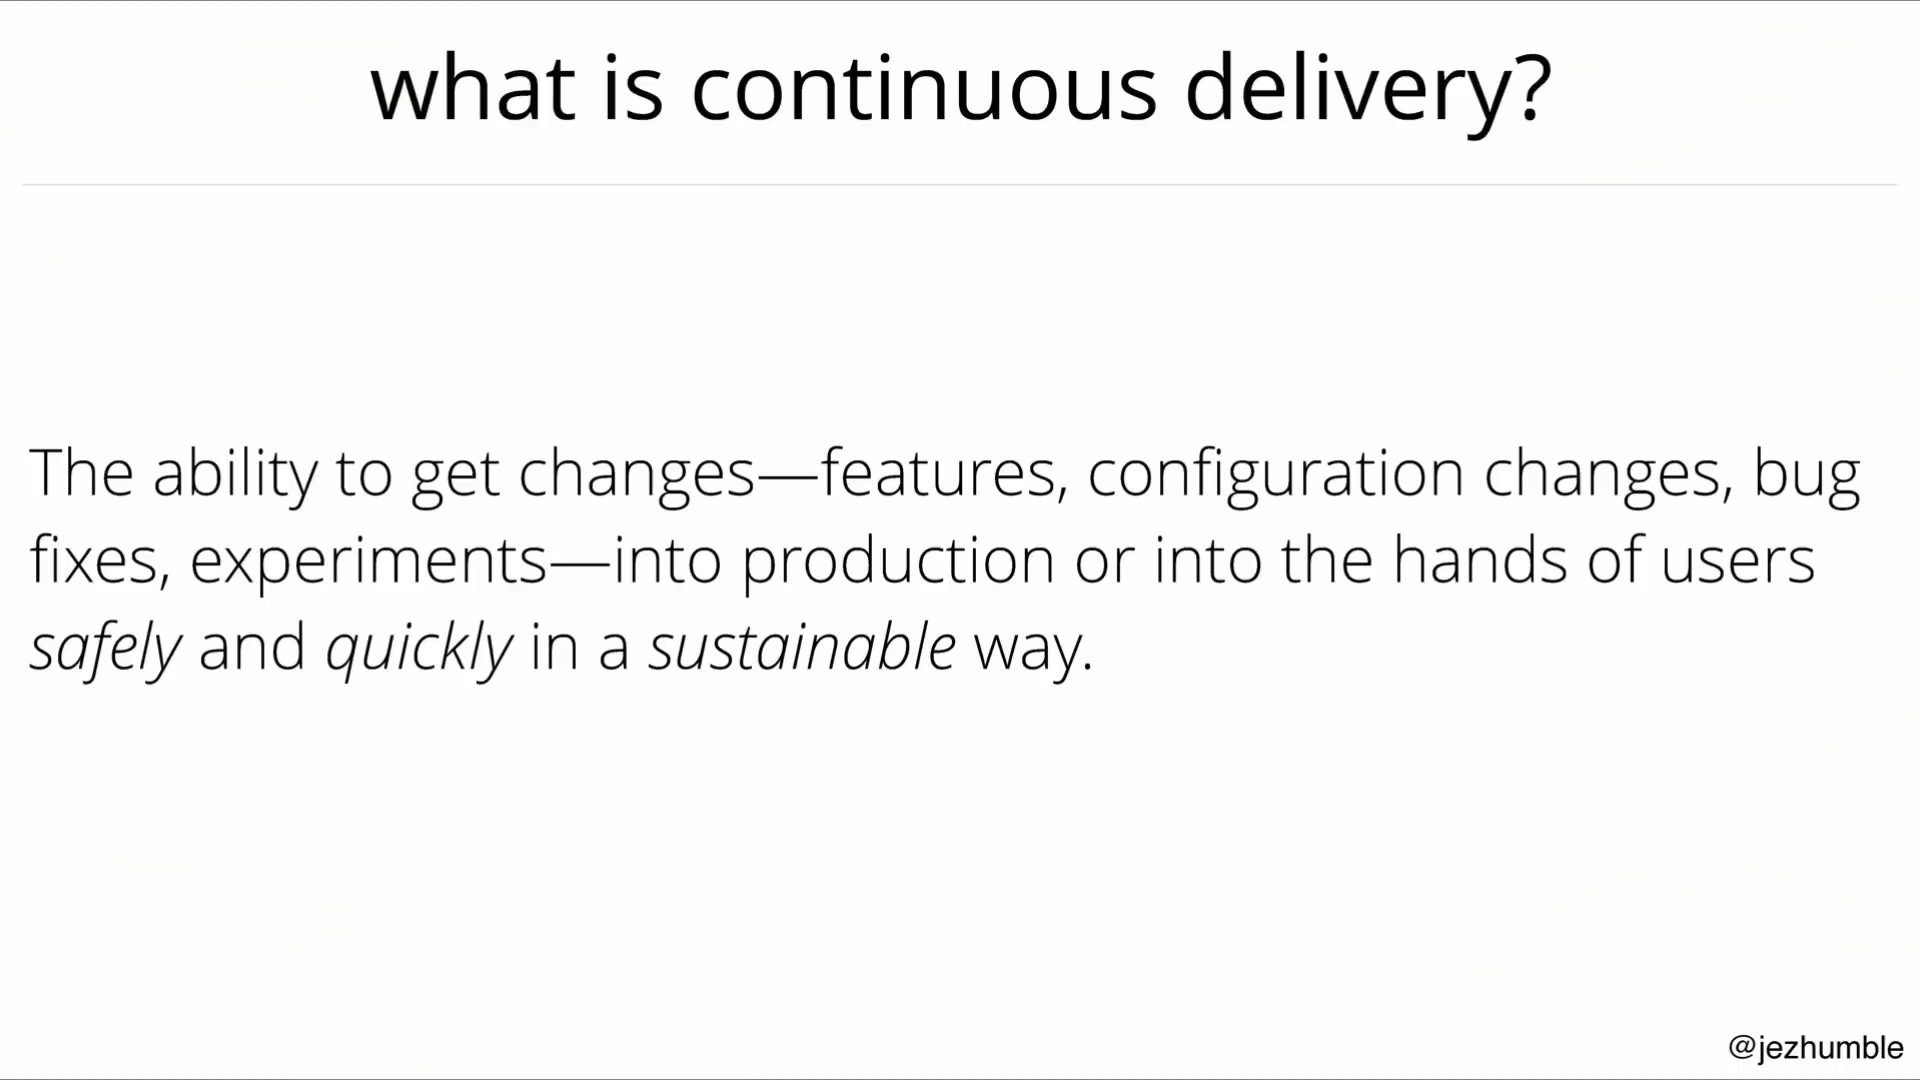 what is continuous delivery?
The ability to get changes—features, configuration changes, bug
fixes, experiments—into production or into the hands of users
safely and quickly in a sustainable way.
@jezhumble